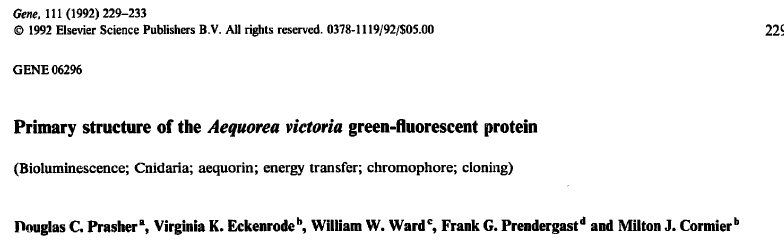 Gene, 111 (1992) 229–233
© 1992 Elsevier Science Publishers B.V. All rights reserved. 0378-1119/92/$05.00 229
GENE 06296
Primary structure of the Aequorea victoria green-fluorescent protein
(Bioluminescence; Cnidaria; aequorin; energy transfer; chromophore; cloning)
Douglas C. Prasher a, Virginia K. Eckenrode b, William W. Ward c, Frank G. Prendergast d and Milton J. Cormier b